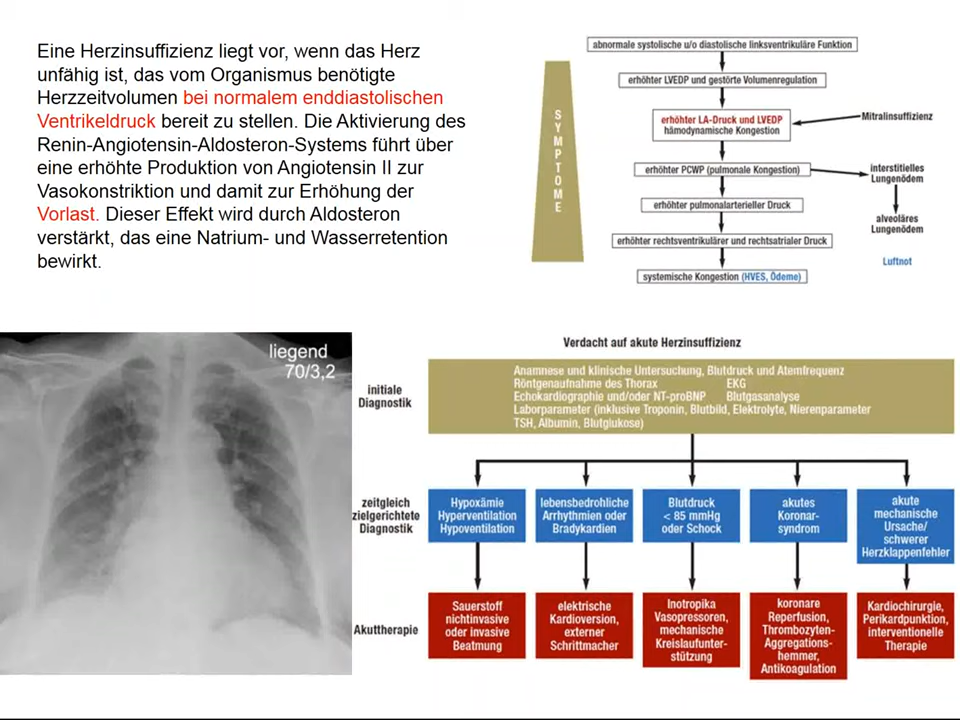 Eine Herzinsuffizienz liegt vor, wenn das Herz
unfähig ist, das vom Organismus benötigte
Herzzeitvolumen bei normalem enddiastolischen
Ventrikeldruck bereit zu stellen. Die Aktivierung des
Renin-Angiotensin-Aldosteron-Systems führt über
eine erhöhte Produktion von Angiotensin II zur
Vasokonstriktion und damit zur Erhöhung der
Vorlast. Dieser Effekt wird durch Aldosteron
verstärkt, das eine Natrium- und Wasserretention
bewirkt.
SYMPTOME
abnormale systolische u/o diastolische linksventrikuläre Funktion
erhöhter LVEDP und gestörte Volumenregulation
erhöhter LA-Druck und LVEDP
hämodynamische Kongestion
Mitralinsuffizienz
erhöhter PCWP (pulmonale Kongestion)
interstitielles
Lungenödem
erhöhter pulmonalarterieller Druck
alveoläres
Lungenödem
erhöhter rechtsventrikulärer und rechtsatrialer Druck
Luftnot
systemische Kongestion (HVES, Ödeme)
liegend
70/3,2
Verdacht auf akute Herzinsuffizienz
initiale
Diagnostik
Anamnese und klinische Untersuchung, Blutdruck und Atemfrequenz
Röntgenaufnahme des Thorax EKG
Echokardiographie und/oder NT-proBNP Blutgasanalyse
Laborparameter (inklusive Troponin, Blutbild, Elektrolyte, Nierenparameter
TSH, Albumin, Blutglukose)
zeitgleich
zielgerichtete
Diagnostik
Hypoxämie
Hyperventilation
Hypoventilation
lebensbedrohliche
Arrhythmien oder
Bradykardien
Blutdruck
< 85 mmHg
oder Schock
akutes
Koronar-
syndrom
akute
mechanische
Ursache/
schwerer
Herzklappenfehler
Akuttherapie
Sauerstoff
nichtinvasive
oder invasive
Beatmung
elektrische
Kardioversion,
externer
Schrittmacher
Inotropika
Vasopressoren,
mechanische
Kreislaufunter-
stützung
koronare
Reperfusion,
Thrombozyten-
Aggregations-
hemmer,
Antikoagulation
Kardiochirurgie,
Perikardpunktion,
interventionelle
Therapie